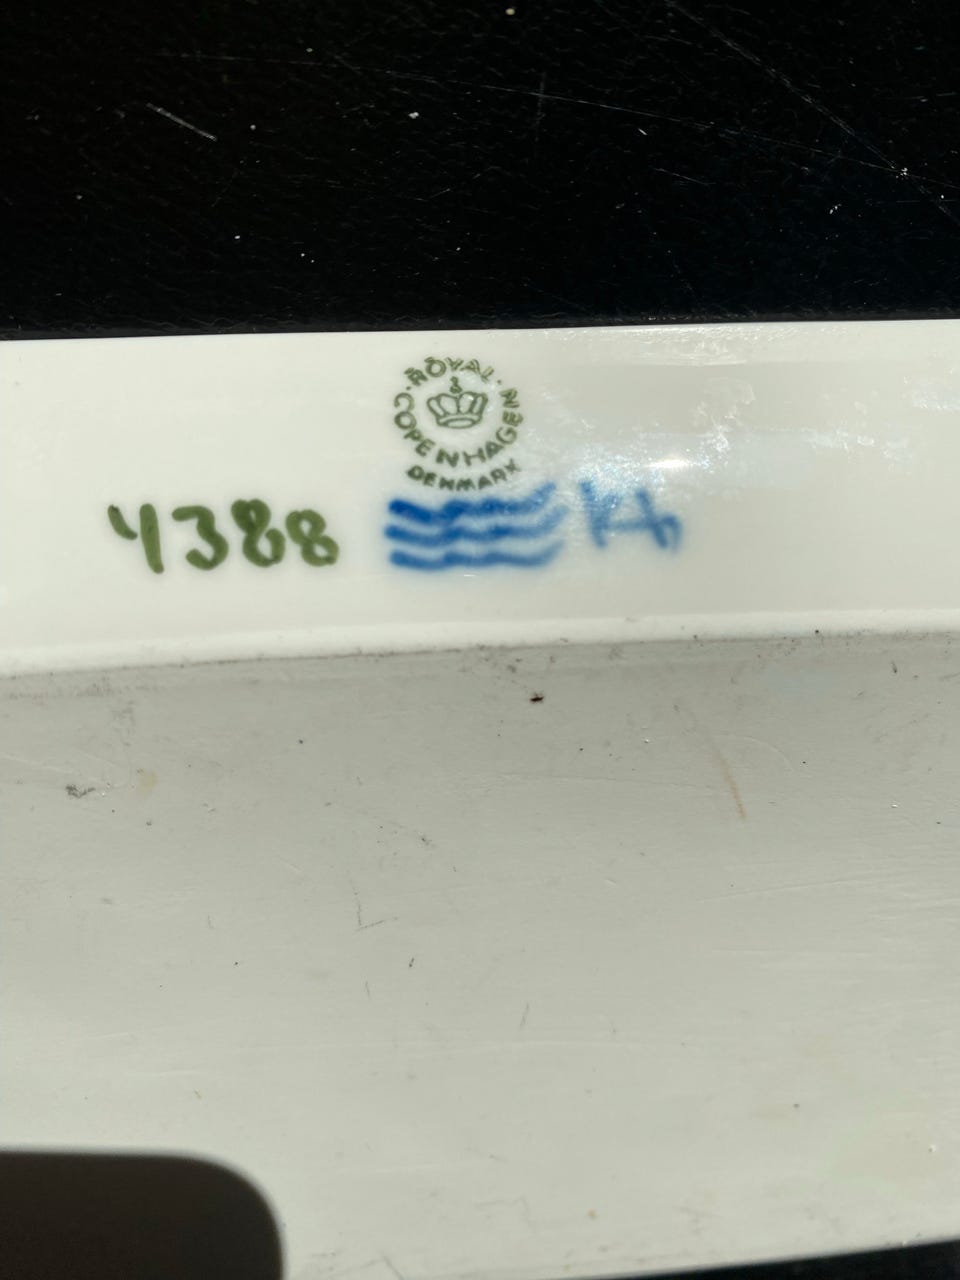 ROYAL
COPENHAGEN
DENMARK
4388